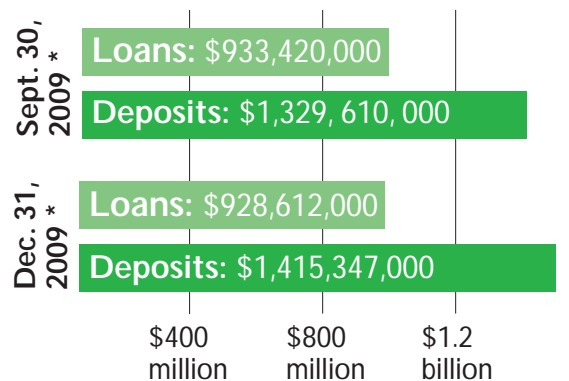 Sept. 30,
2009 *
Loans: $933,420,000
Deposits: $1,329, 610, 000
Dec. 31,
2009 *
Loans: $928,612,000
Deposits: $1,415,347,000
$400
million
$800
million
$1.2
billion